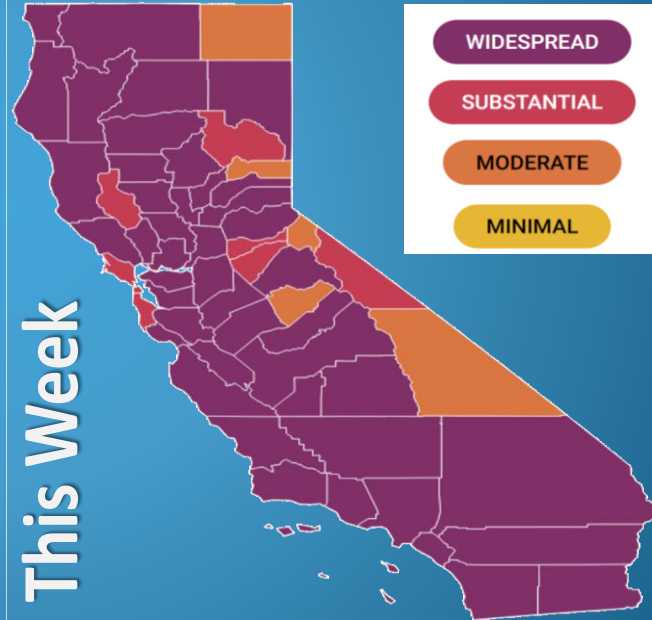 This Week
WIDESPREAD
SUBSTANTIAL
MODERATE
MINIMAL